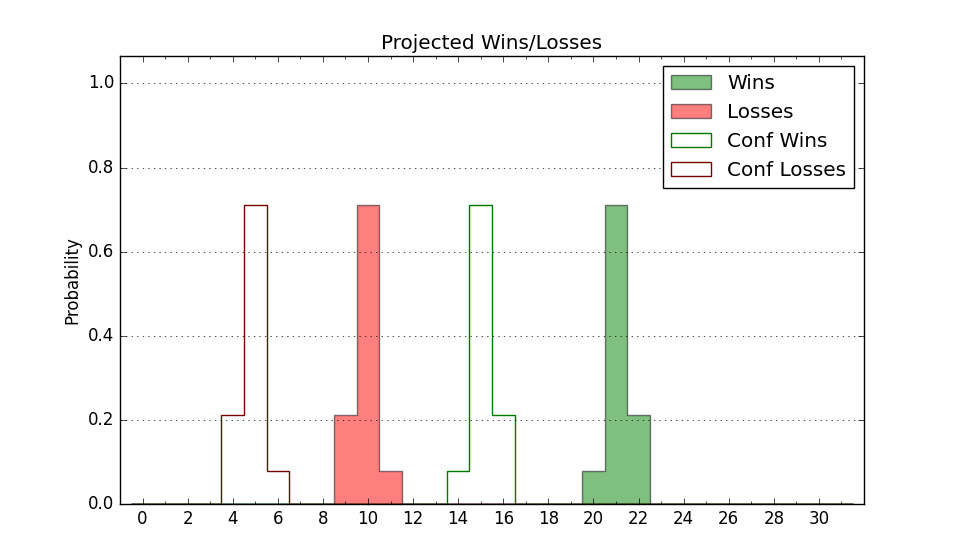 Projected Wins/Losses
1.0
0.8
0.6
0.4
0.2
0.0
Probability
Wins
Losses
Conf Wins
Conf Losses
0 2 4 6 8 10 12 14 16 18 20 22 24 26 28 30